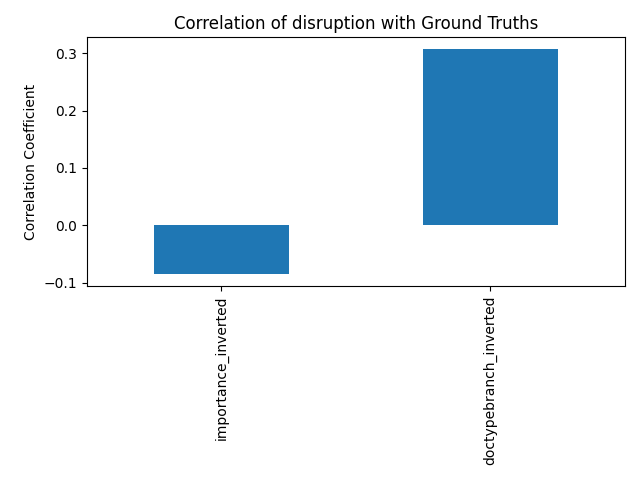 Correlation of disruption with Ground Truths
Correlation Coefficient
0.3
0.2
0.1
0.0
−0.1
importance_inverted
doctypebranch_inverted